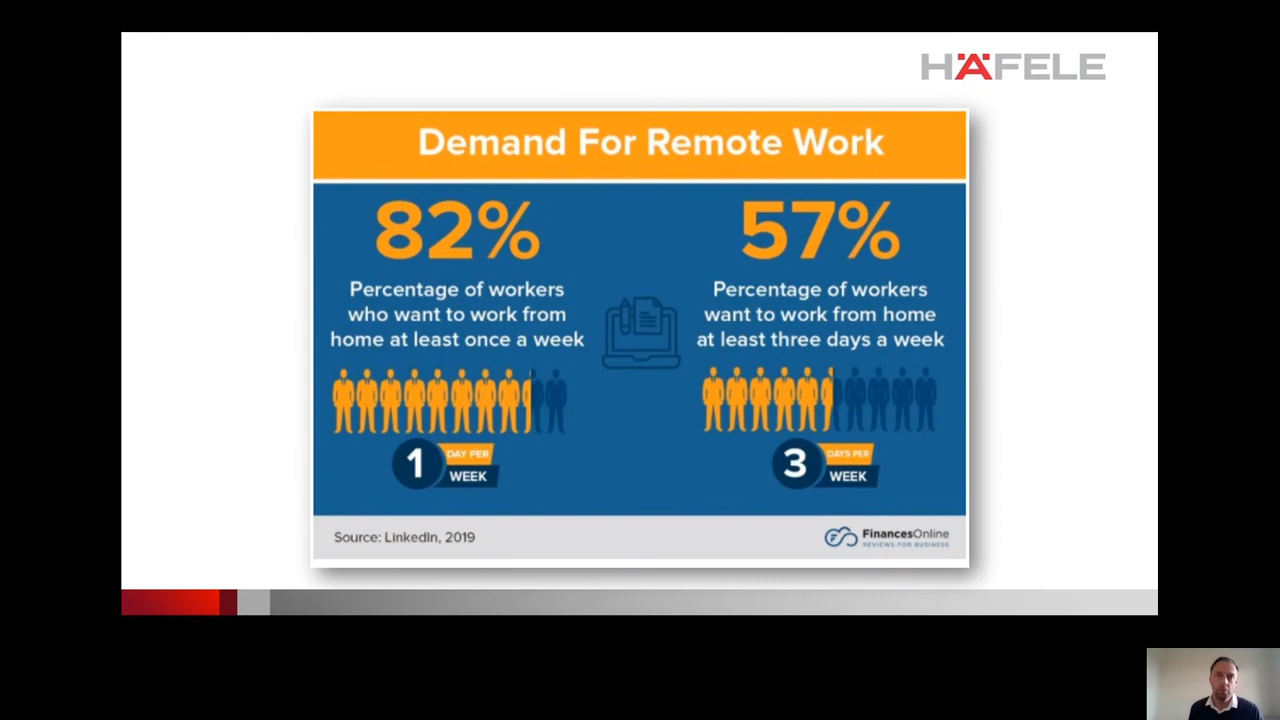 HÄFELE
Demand For Remote Work
82%
Percentage of workers
who want to work from
home at least once a week
1
DAY PER
WEEK
57%
Percentage of workers
want to work from home
at least three days a week
3
DAYS PER
WEEK
Source: LinkedIn, 2019
FinancesOnline
REVIEWS FOR BUSINESS